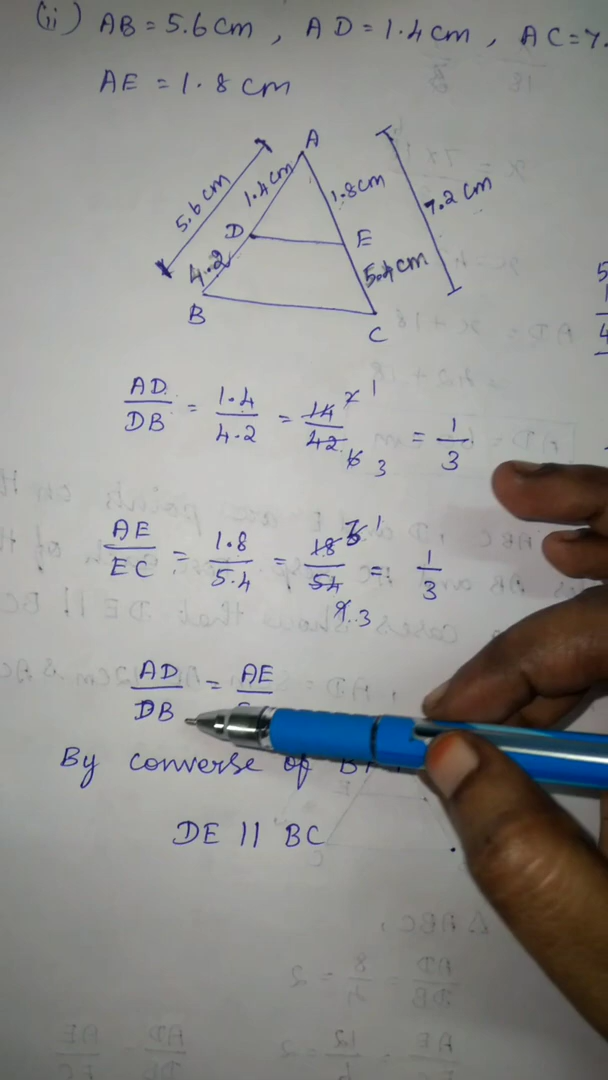 (ii) AB = 5.6 cm , AD = 1.4 cm , AC = 7.
AE = 1.8 cm
A
5.6 cm
1.4 cm
1.8 cm
7.2 cm
D
E
4.2
5.4 cm
B
C
AD/DB = 1.4/4.2 = 14/42 = 1/3
AE/EC = 1.8/5.4 = 18/54 = 1/3
AD/DB = AE/
By converse of
DE || BC